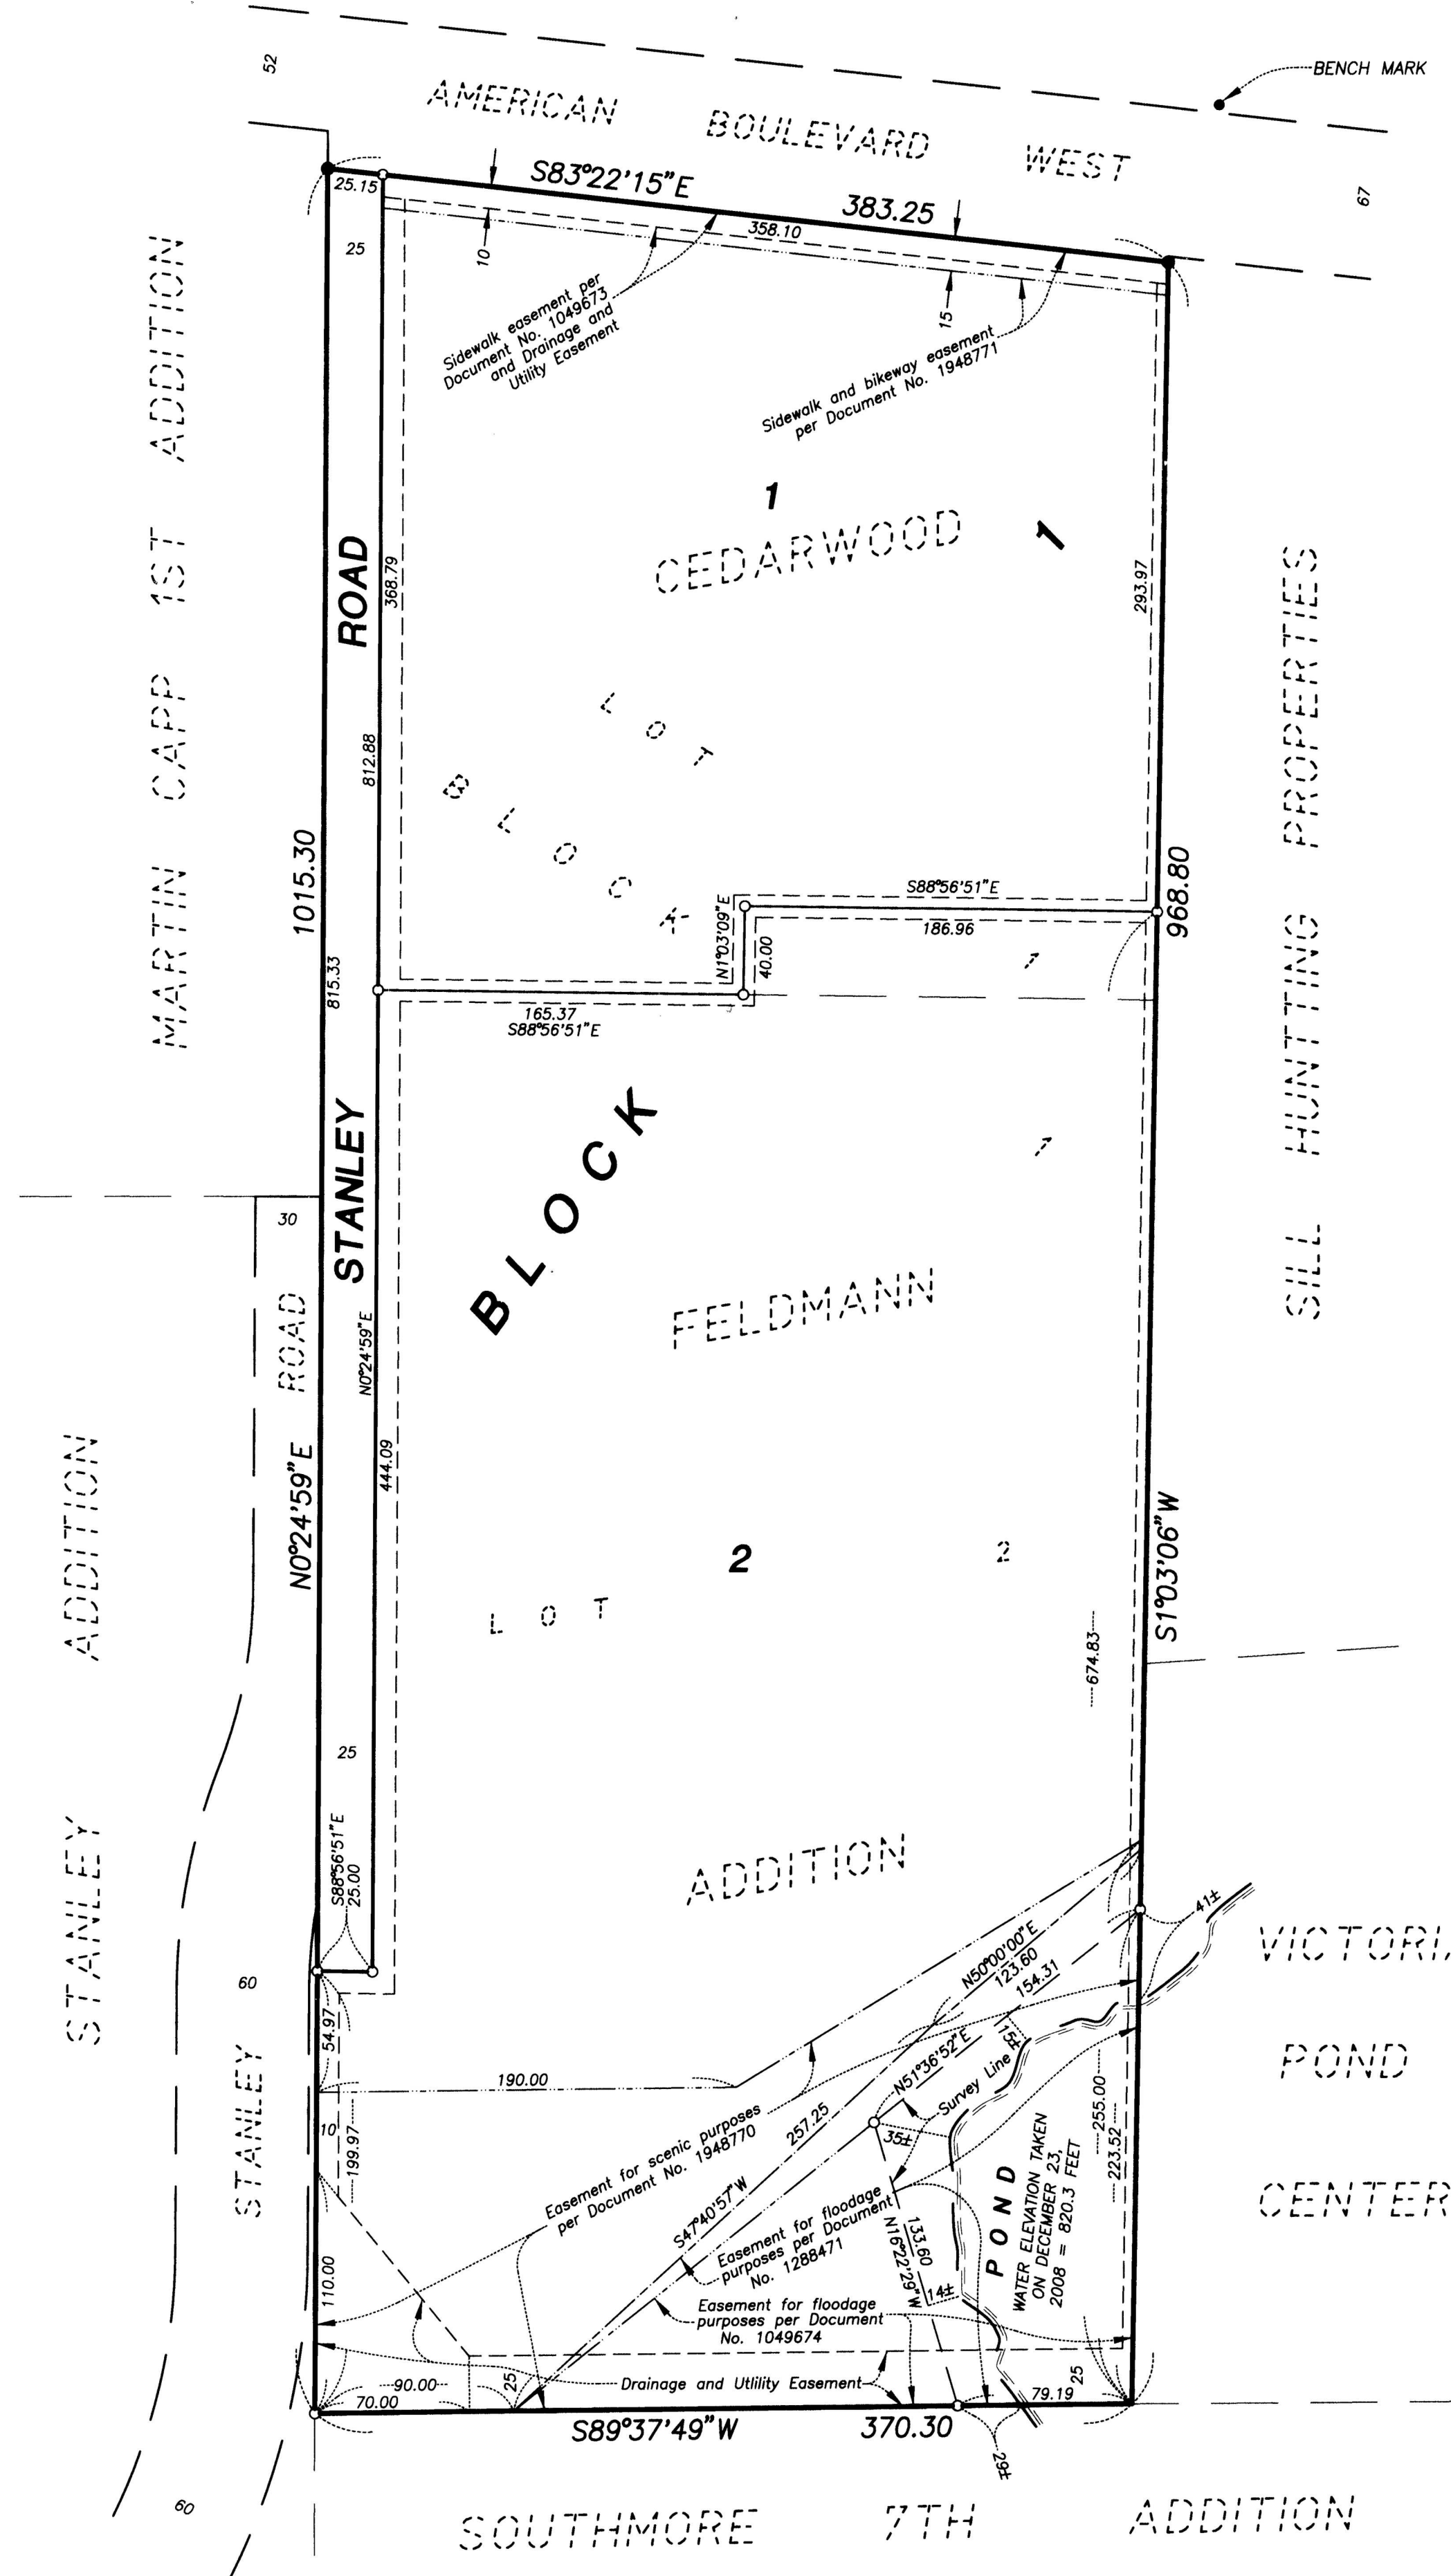 52
BENCH MARK
AMERICAN BOULEVARD WEST
67
S83°22'15"E
383.25
25.15
358.10
25
10
15
Sidewalk easement per
Document No. 1049673
and Drainage and
Utility Easement
Sidewalk and bikeway easement
per Document No. 1948771
MARTIN CAPP 1ST ADDITION
1
CEDARWOOD
1
ROAD
368.79
293.97
SILL HUNTTING PROPERTIES
LOT
812.88
BLOCK
1015.30
968.80
S88°56'51"E
186.96
N1°03'09"E
40.00
1
815.33
165.37
S88°56'51"E
BLOCK
STANLEY
1
30
ROAD
FELDMANN
N0°24'59"E
444.09
N0°24'59"E
S1°03'06"W
2
2
LOT
674.83
STANLEY ADDITION
25
S88°56'51"E
25.00
ADDITION
41±
VICTORI
POND
CENTER
60
STANLEY
54.97
N50°00'00"E
123.60
154.31
15±
N51°36'52"E
Survey Line
190.00
10
199.97
257.25
35±
255.00
223.52
Easement for scenic purposes
per Document No. 1948770
S47°40'57"W
Easement for floodage
purposes per Document
No. 1288471
133.60
N16°22'29"W
14±
POND
WATER ELEVATION TAKEN
ON DECEMBER 23,
2008 = 820.3 FEET
110.00
Easement for floodage
purposes per Document
No. 1049674
Drainage and Utlility Easement
90.00
70.00
25
25
79.19
S89°37'49"W
370.30
29±
60
SOUTHMORE 7TH ADDITION